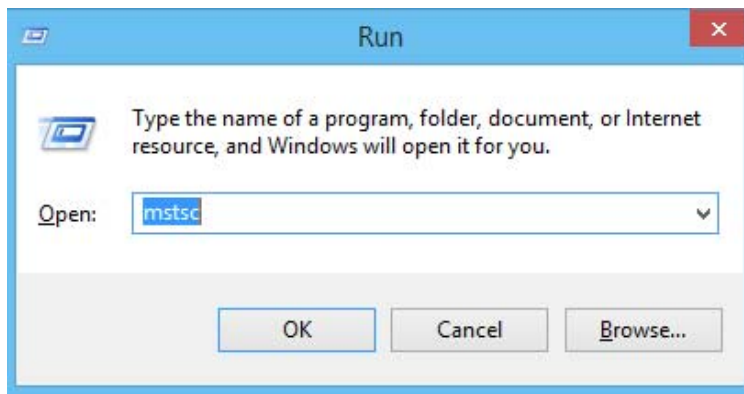 Run
Type the name of a program, folder, document, or Internet
resource, and Windows will open it for you.
Open: mstsc
OK Cancel Browse...